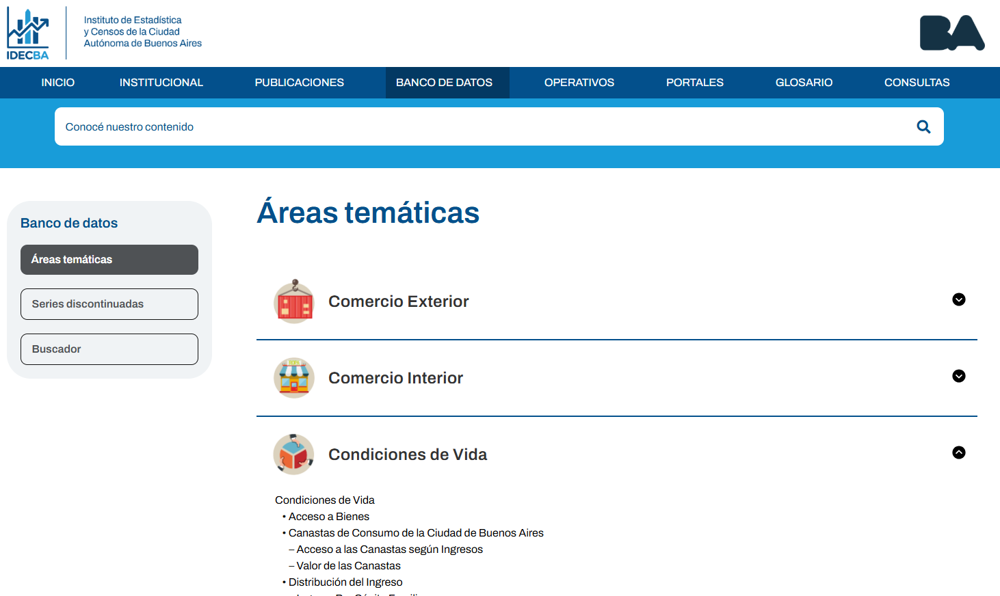 IDECBA
Instituto de Estadística
y Censos de la Ciudad
Autónoma de Buenos Aires
BA
INICIO
INSTITUCIONAL
PUBLICACIONES
BANCO DE DATOS
OPERATIVOS
PORTALES
GLOSARIO
CONSULTAS
Conocé nuestro contenido
Banco de datos
Áreas temáticas
Series discontinuadas
Buscador
Áreas temáticas
Comercio Exterior
Comercio Interior
Condiciones de Vida
Condiciones de Vida
• Acceso a Bienes
• Canastas de Consumo de la Ciudad de Buenos Aires
– Acceso a las Canastas según Ingresos
– Valor de las Canastas
• Distribución del Ingreso